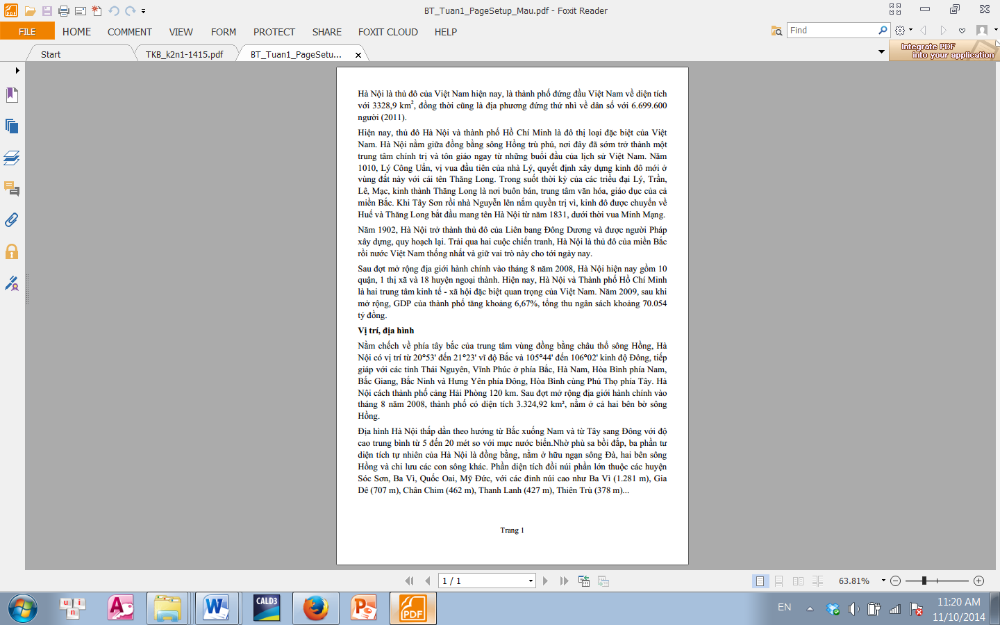 BT_Tuan1_PageSetup_Mau.pdf - Foxit Reader
FILE HOME COMMENT VIEW FORM PROTECT SHARE FOXIT CLOUD HELP
Find
Start TKB_k2n1-1415.pdf BT_Tuan1_PageSetu...
Integrate PDF
into your application
Hà Nội là thủ đô của Việt Nam hiện nay, là thành phố đứng đầu Việt Nam về diện tích
với 3328,9 km², đồng thời cũng là địa phương đứng thứ nhì về dân số với 6.699.600
người (2011).
Hiện nay, thủ đô Hà Nội và thành phố Hồ Chí Minh là đô thị loại đặc biệt của Việt
Nam. Hà Nội nằm giữa đồng bằng sông Hồng trù phú, nơi đây đã sớm trở thành một
trung tâm chính trị và tôn giáo ngay từ những buổi đầu của lịch sử Việt Nam. Năm
1010, Lý Công Uẩn, vị vua đầu tiên của nhà Lý, quyết định xây dựng kinh đô mới ở
vùng đất này với cái tên Thăng Long. Trong suốt thời kỳ của các triều đại Lý, Trần,
Lê, Mạc, kinh thành Thăng Long là nơi buôn bán, trung tâm văn hóa, giáo dục của cả
miền Bắc. Khi Tây Sơn rồi nhà Nguyễn lên nắm quyền trị vì, kinh đô được chuyển về
Huế và Thăng Long bắt đầu mang tên Hà Nội từ năm 1831, dưới thời vua Minh Mạng.
Năm 1902, Hà Nội trở thành thủ đô của Liên bang Đông Dương và được người Pháp
xây dựng, quy hoạch lại. Trải qua hai cuộc chiến tranh, Hà Nội là thủ đô của miền Bắc
rồi nước Việt Nam thống nhất và giữ vai trò này cho tới ngày nay.
Sau đợt mở rộng địa giới hành chính vào tháng 8 năm 2008, Hà Nội hiện nay gồm 10
quận, 1 thị xã và 18 huyện ngoại thành. Hiện nay, Hà Nội và Thành phố Hồ Chí Minh
là hai trung tâm kinh tế - xã hội đặc biệt quan trọng của Việt Nam. Năm 2009, sau khi
mở rộng, GDP của thành phố tăng khoảng 6,67%, tổng thu ngân sách khoảng 70.054
tỷ đồng.
Vị trí, địa hình
Nằm chếch về phía tây bắc của trung tâm vùng đồng bằng châu thổ sông Hồng, Hà
Nội có vị trí từ 20°53' đến 21°23' vĩ độ Bắc và 105°44' đến 106°02' kinh độ Đông, tiếp
giáp với các tỉnh Thái Nguyên, Vĩnh Phúc ở phía Bắc, Hà Nam, Hòa Bình phía Nam,
Bắc Giang, Bắc Ninh và Hưng Yên phía Đông, Hòa Bình cùng Phú Thọ phía Tây. Hà
Nội cách thành phố cảng Hải Phòng 120 km. Sau đợt mở rộng địa giới hành chính vào
tháng 8 năm 2008, thành phố có diện tích 3.324,92 km², nằm ở cả hai bên bờ sông
Hồng.
Địa hình Hà Nội thấp dần theo hướng từ Bắc xuống Nam và từ Tây sang Đông với độ
cao trung bình từ 5 đến 20 mét so với mực nước biển.Nhờ phù sa bồi đắp, ba phần tư
diện tích tự nhiên của Hà Nội là đồng bằng, nằm ở hữu ngạn sông Đà, hai bên sông
Hồng và chi lưu các con sông khác. Phần diện tích đồi núi phần lớn thuộc các huyện
Sóc Sơn, Ba Vì, Quốc Oai, Mỹ Đức, với các đỉnh núi cao như Ba Vì (1.281 m), Gia
Dê (707 m), Chân Chim (462 m), Thanh Lanh (427 m), Thiên Trù (378 m)...
Trang 1
1 / 1
63.81%
u i n
CALD3
PDF
EN
11:20 AM
11/10/2014